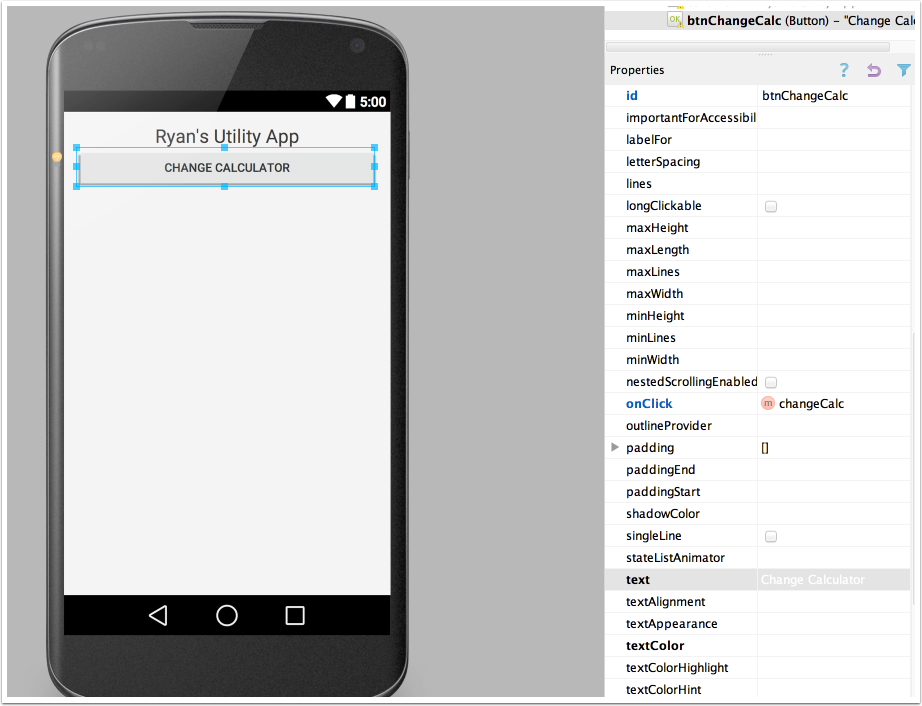 5:00
Ryan's Utility App
CHANGE CALCULATOR
OK btnChangeCalc (Button) – "Change Calc
Properties
?
id btnChangeCalc
importantForAccessibil
labelFor
letterSpacing
lines
longClickable
maxHeight
maxLength
maxLines
maxWidth
minHeight
minLines
minWidth
nestedScrollingEnabled
onClick m changeCalc
outlineProvider
padding []
paddingEnd
paddingStart
shadowColor
singleLine
stateListAnimator
text Change Calculator
textAlignment
textAppearance
textColor
textColorHighlight
textColorHint